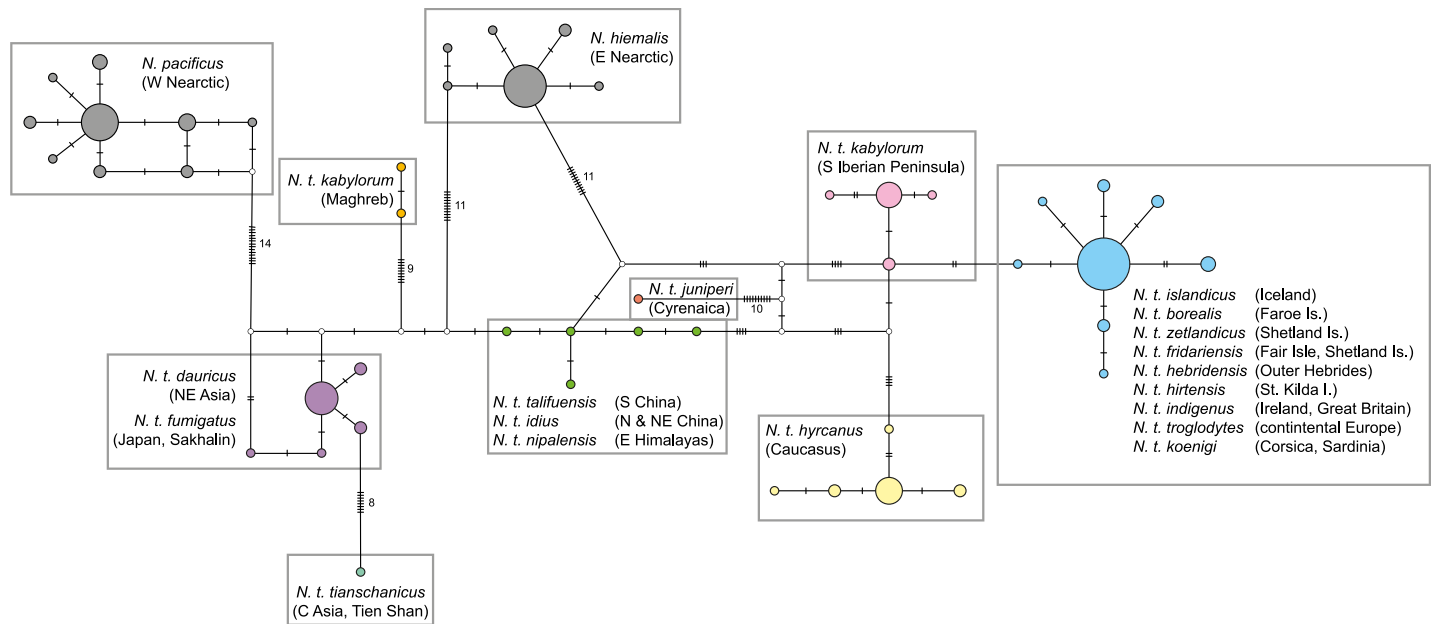 N. pacificus
(W Nearctic)
N. hiemalis
(E Nearctic)
N. t. kabylorum
(Maghreb)
N. t. kabylorum
(S Iberian Peninsula)
14
9
11
11
N. t. juniperi
(Cyrenaica)
10
N. t. islandicus (Iceland)
N. t. borealis (Faroe Is.)
N. t. zetlandicus (Shetland Is.)
N. t. fridariensis (Fair Isle, Shetland Is.)
N. t. hebridensis (Outer Hebrides)
N. t. hirtensis (St. Kilda I.)
N. t. indigenus (Ireland, Great Britain)
N. t. troglodytes (contintental Europe)
N. t. koenigi (Corsica, Sardinia)
N. t. dauricus
(NE Asia)
N. t. fumigatus
(Japan, Sakhalin)
N. t. talifuensis (S China)
N. t. idius (N & NE China)
N. t. nipalensis (E Himalayas)
N. t. hyrcanus
(Caucasus)
8
N. t. tianschanicus
(C Asia, Tien Shan)